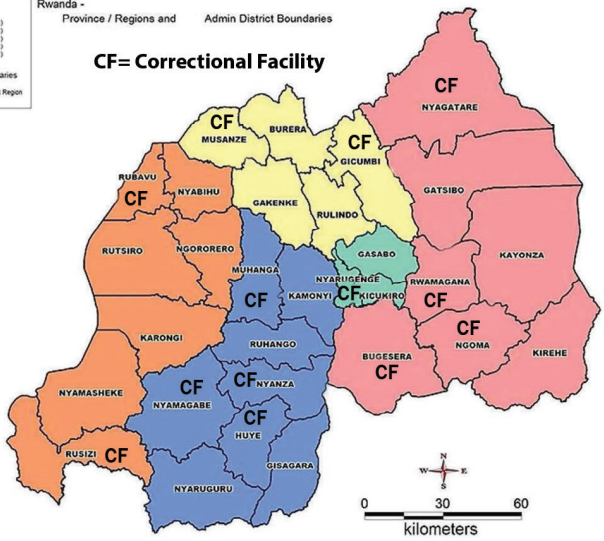 Rwanda -
Province / Regions and Admin District Boundaries
aries
t Region
CF= Correctional Facility
CF
NYAGATARE
CF
MUSANZE
BURERA
CF
GICUMBI
RUBAVU
CF
NYABIHU
GAKENKE
RULINDO
GATSIBO
RUTSIRO
NGORORERO
GASABO
KAYONZA
MUHANGA
CF
KAMONYI
NYARUGENGE
CF
KICUKIRO
RWAMAGANA
CF
KARONGI
RUHANGO
BUGESERA
CF
CF
NGOMA
KIREHE
NYAMASHEKE
CF
NYAMAGABE
CF NYANZA
CF
HUYE
RUSIZI CF
GISAGARA
NYARUGURU
N
W E
S
0 30 60
kilometers